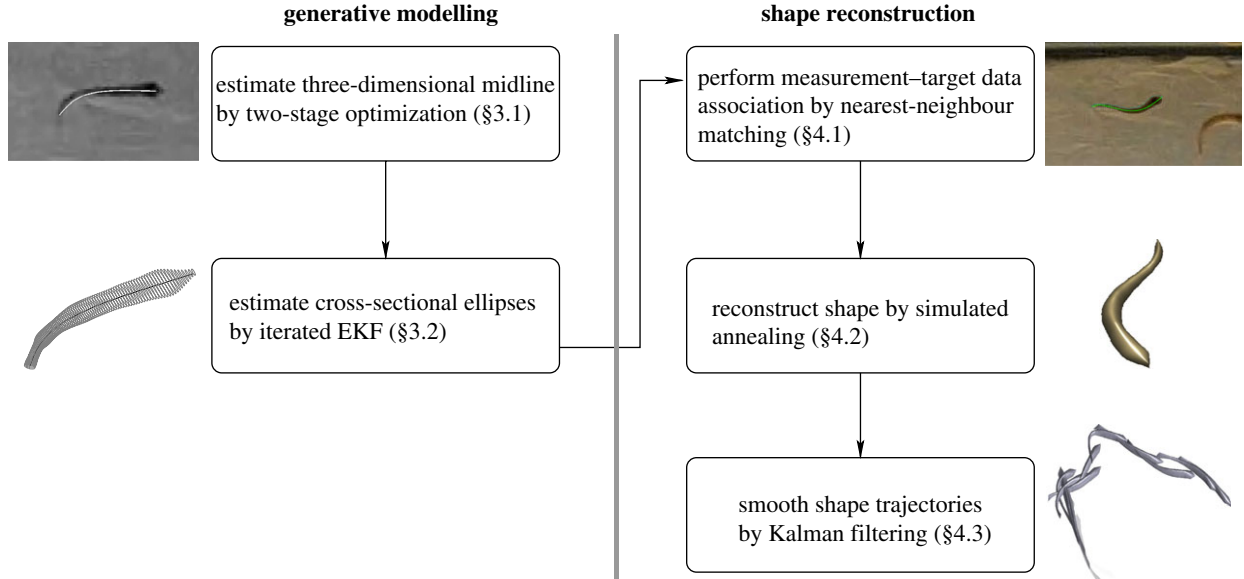 generative modelling
estimate three-dimensional midline
by two-stage optimization (§3.1)
estimate cross-sectional ellipses
by iterated EKF (§3.2)
shape reconstruction
perform measurement–target data
association by nearest-neighbour
matching (§4.1)
reconstruct shape by simulated
annealing (§4.2)
smooth shape trajectories
by Kalman filtering (§4.3)